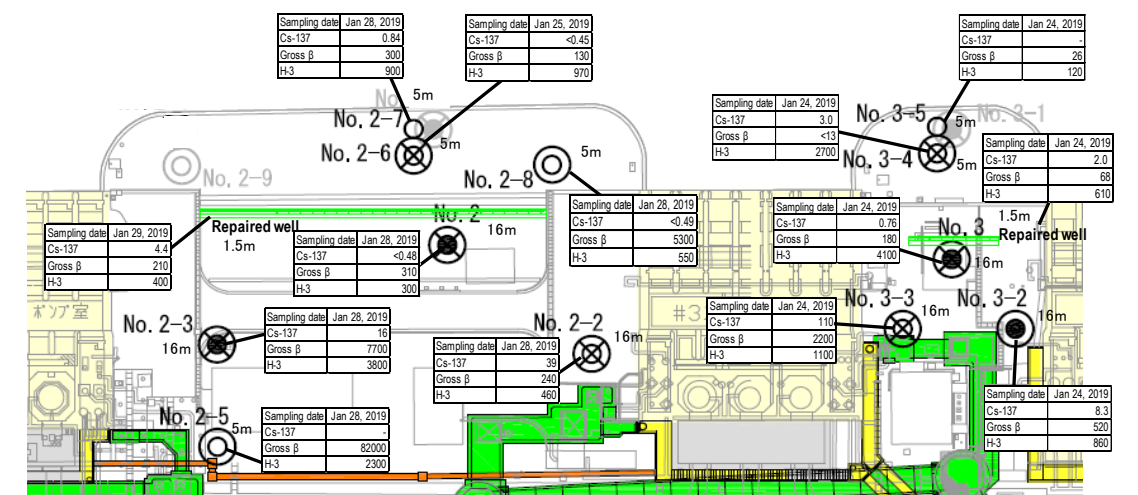 Sampling date Jan 28, 2019
Cs-137 0.84
Gross β 300
H-3 900
Sampling date Jan 25, 2019
Cs-137 <0.45
Gross β 130
H-3 970
Sampling date Jan 24, 2019
Cs-137 -
Gross β 26
H-3 120
No. 5m
No. 2-7
5m
No. 2-6
Sampling date Jan 24, 2019
Cs-137 3.0
Gross β <13
H-3 2700
No. 3-5 5m
No. 3-1
No. 3-4 5m
Sampling date Jan 24, 2019
Cs-137 2.0
Gross β 68
H-3 610
No. 2-9
No. 2-8 5m
Repaired well
1.5m
Sampling date Jan 29, 2019
Cs-137 4.4
Gross β 210
H-3 400
No. 2
16m
Sampling date Jan 28, 2019
Cs-137 <0.48
Gross β 310
H-3 300
Sampling date Jan 28, 2019
Cs-137 <0.49
Gross β 5300
H-3 550
Sampling date Jan 24, 2019
Cs-137 0.76
Gross β 180
H-3 4100
1.5m
No. 3 Repaired well
16m
ポンプ室
No. 2-3
16m
Sampling date Jan 28, 2019
Cs-137 16
Gross β 7700
H-3 3800
No. 2-2
16m
Sampling date Jan 28, 2019
Cs-137 39
Gross β 240
H-3 460
#3
Sampling date Jan 24, 2019
Cs-137 110
Gross β 2200
H-3 1100
No. 3-3
16m
No. 3-2
16m
Sampling date Jan 24, 2019
Cs-137 8.3
Gross β 520
H-3 860
No. 2-5
5m
Sampling date Jan 28, 2019
Cs-137 -
Gross β 82000
H-3 2300